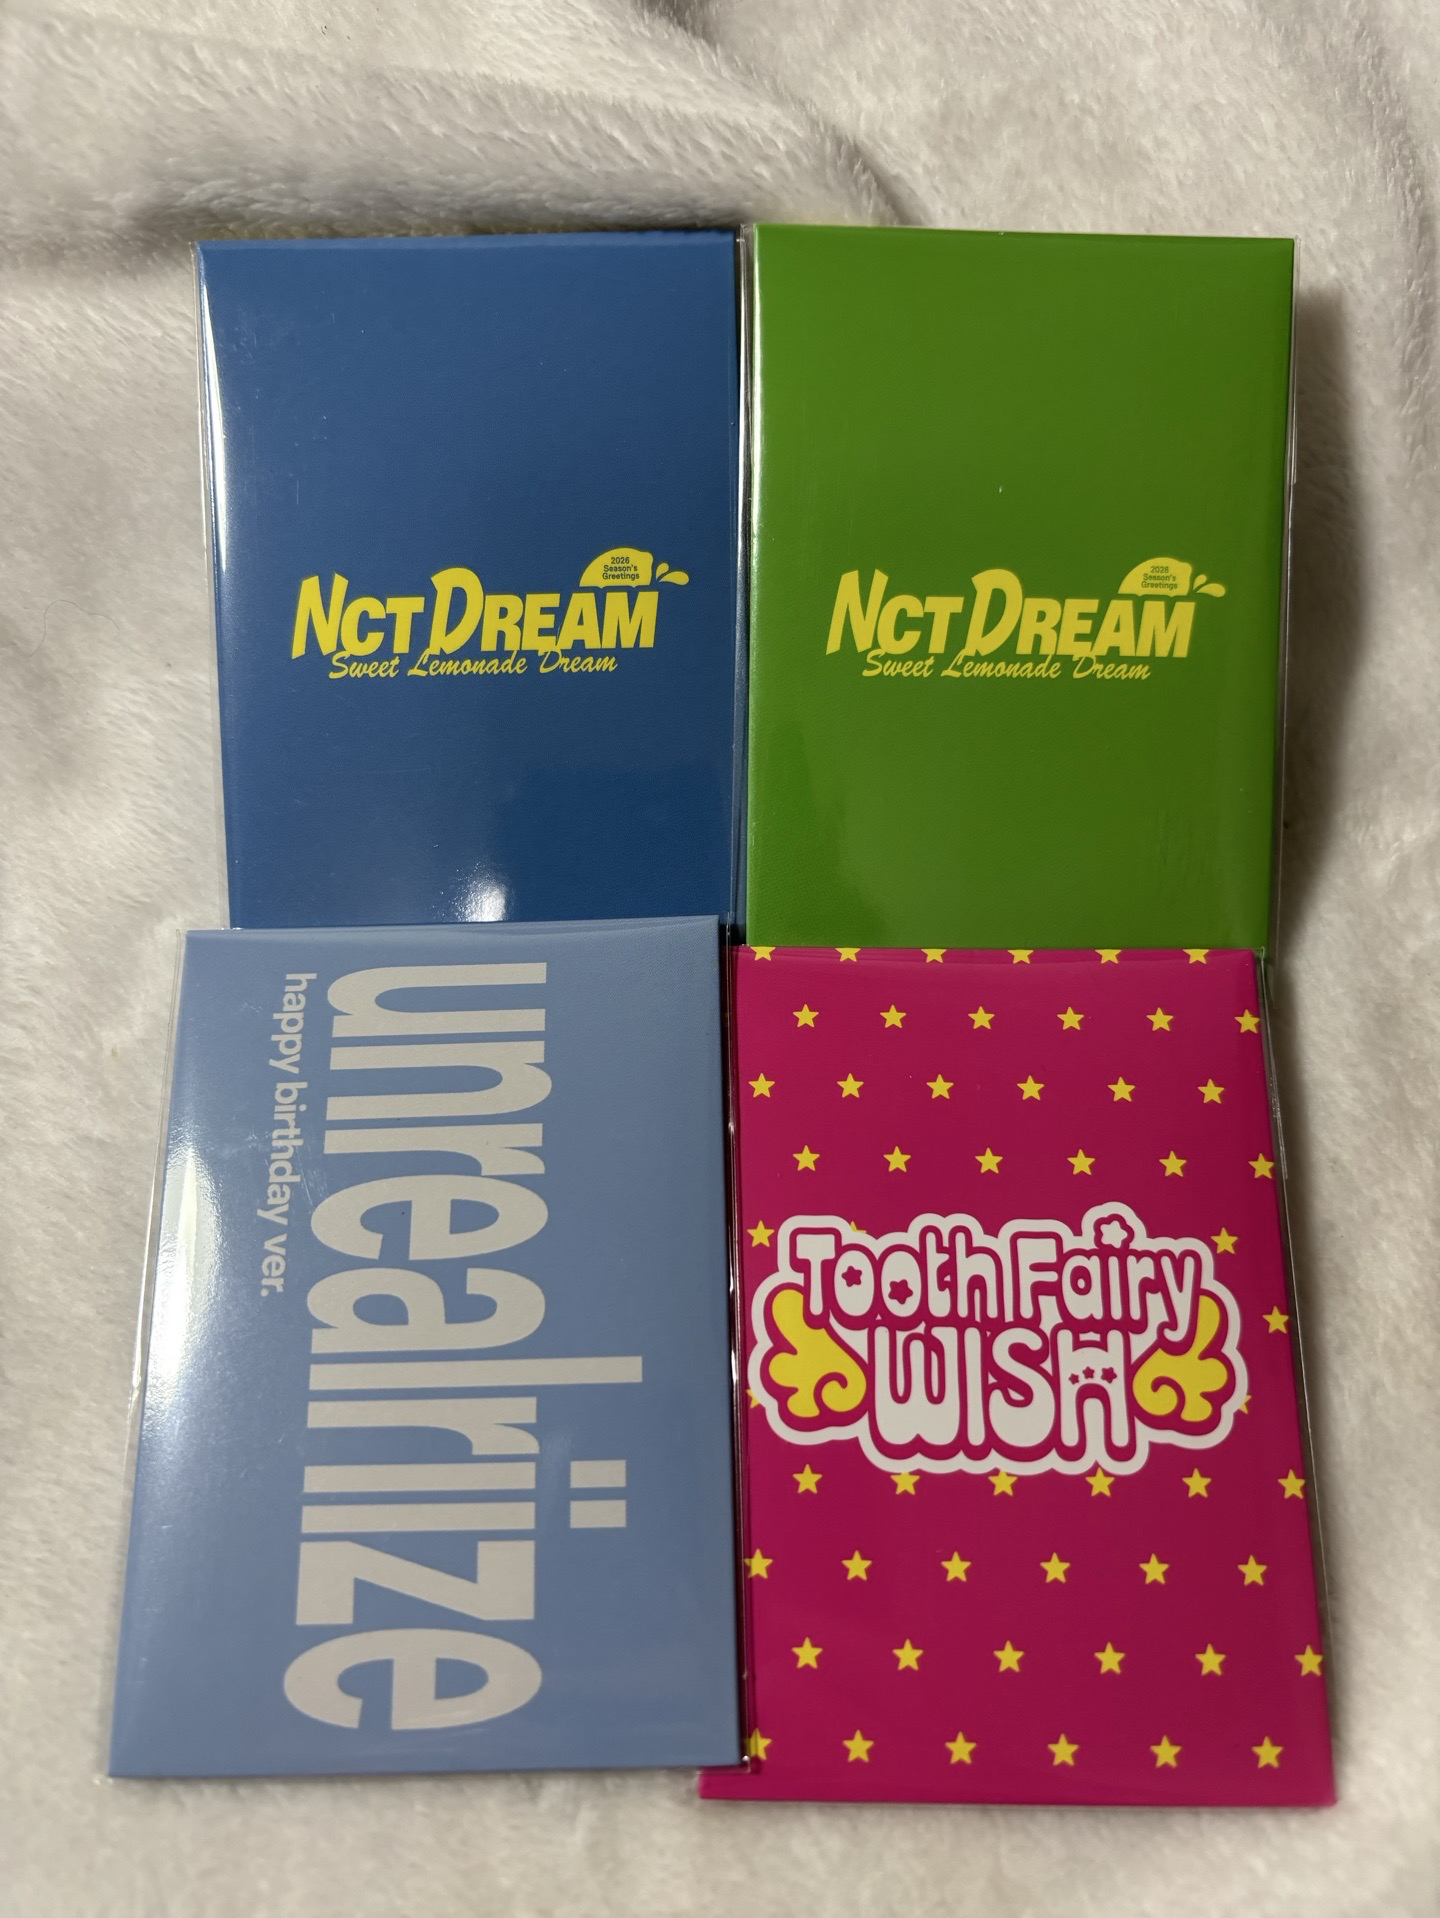 2026
Season's
Greetings
NCT DREAM
Sweet Lemonade Dream
2026
Season's
Greetings
NCT DREAM
Sweet Lemonade Dream
unrealriize
happy birthday ver.
Tooth Fairy
WISH